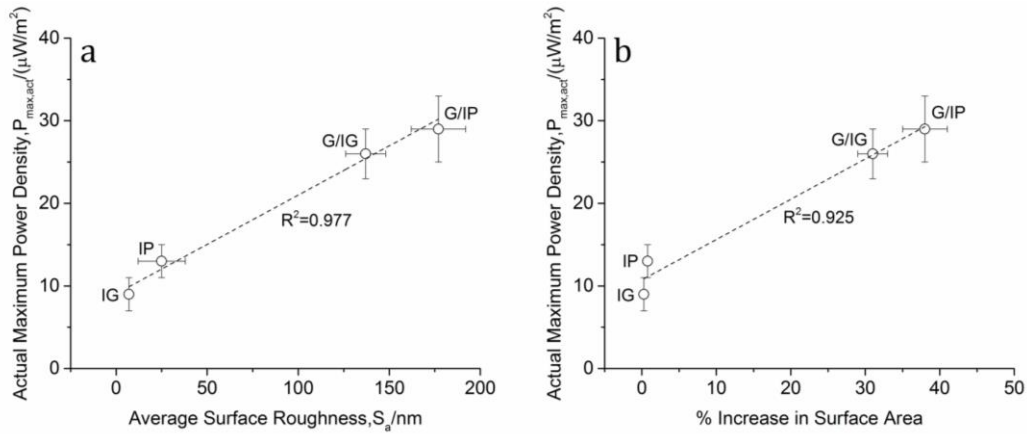 a
Actual Maximum Power Density,P_max,act/(μW/m²)
40
30
20
10
0
G/IP
G/IG
R²=0.977
IP
IG
0 50 100 150 200
Average Surface Roughness,S_a/nm
b
Actual Maximum Power Density,P_max,act/(μW/m²)
40
30
20
10
0
G/IP
G/IG
R²=0.925
IP
IG
0 10 20 30 40 50
% Increase in Surface Area